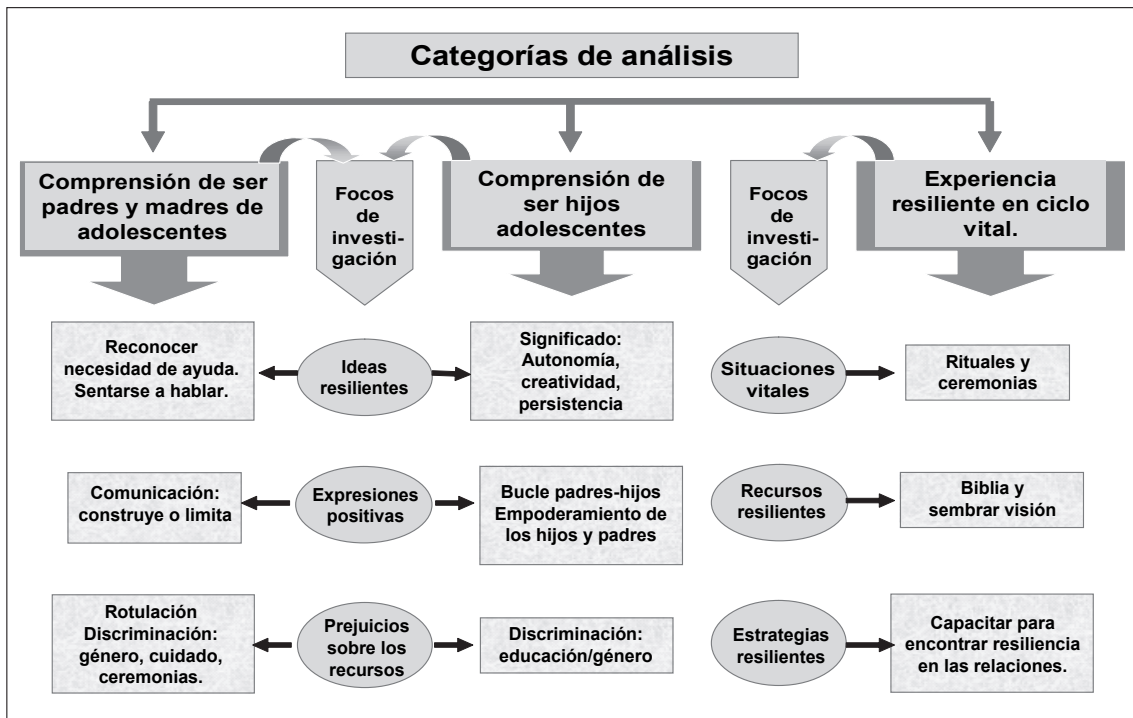 Categorías de análisis
Comprensión de ser
padres y madres de
adolescentes
Focos
de
investi-
gación
Comprensión de
ser hijos
adolescentes
Focos
de
investi-
gación
Experiencia
resiliente en ciclo
vital.
Reconocer
necesidad de ayuda.
Sentarse a hablar.
Ideas
resilientes
Significado:
Autonomía,
creatividad,
persistencia
Situaciones
vitales
Rituales y
ceremonias
Comunicación:
construye o limita
Expresiones
positivas
Bucle padres-hijos
Empoderamiento de
los hijos y padres
Recursos
resilientes
Biblia y
sembrar visión
Rotulación
Discriminación:
género, cuidado,
ceremonias.
Prejuicios
sobre los
recursos
Discriminación:
educación/género
Estrategias
resilientes
Capacitar para
encontrar resiliencia
en las relaciones.